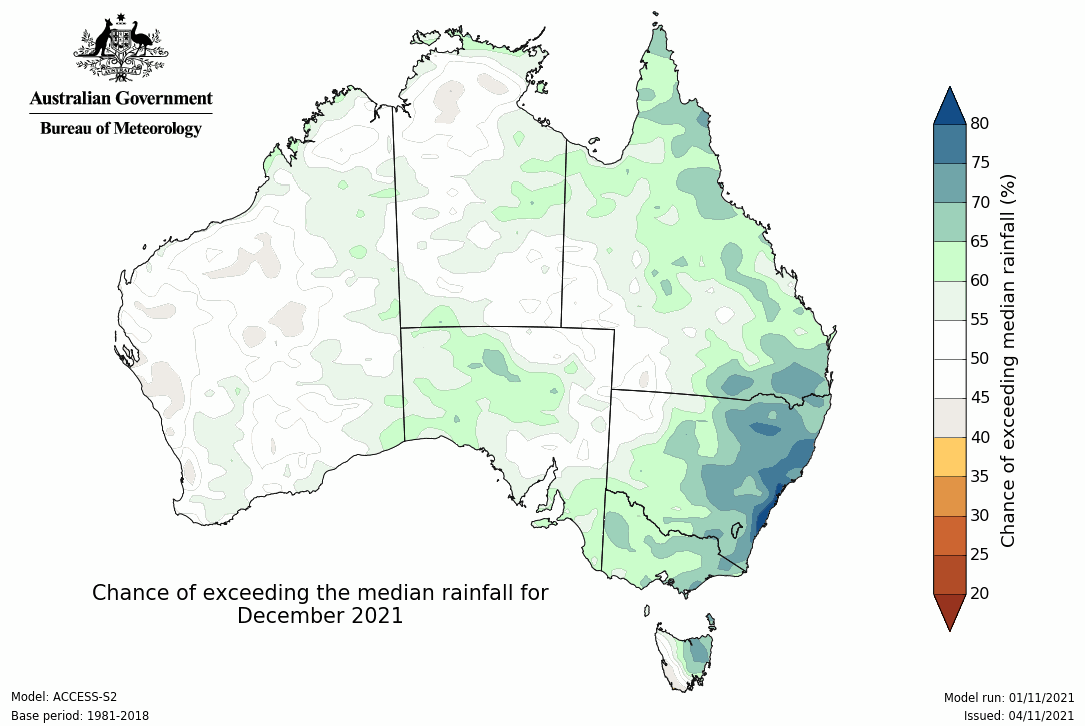 Australian Government
Bureau of Meteorology
80
75
70
65
60
55
50
45
40
35
30
25
20
Chance of exceeding median rainfall (%)
Chance of exceeding the median rainfall for
December 2021
Model: ACCESS-S2
Base period: 1981-2018
Model run: 01/11/2021
Issued: 04/11/2021